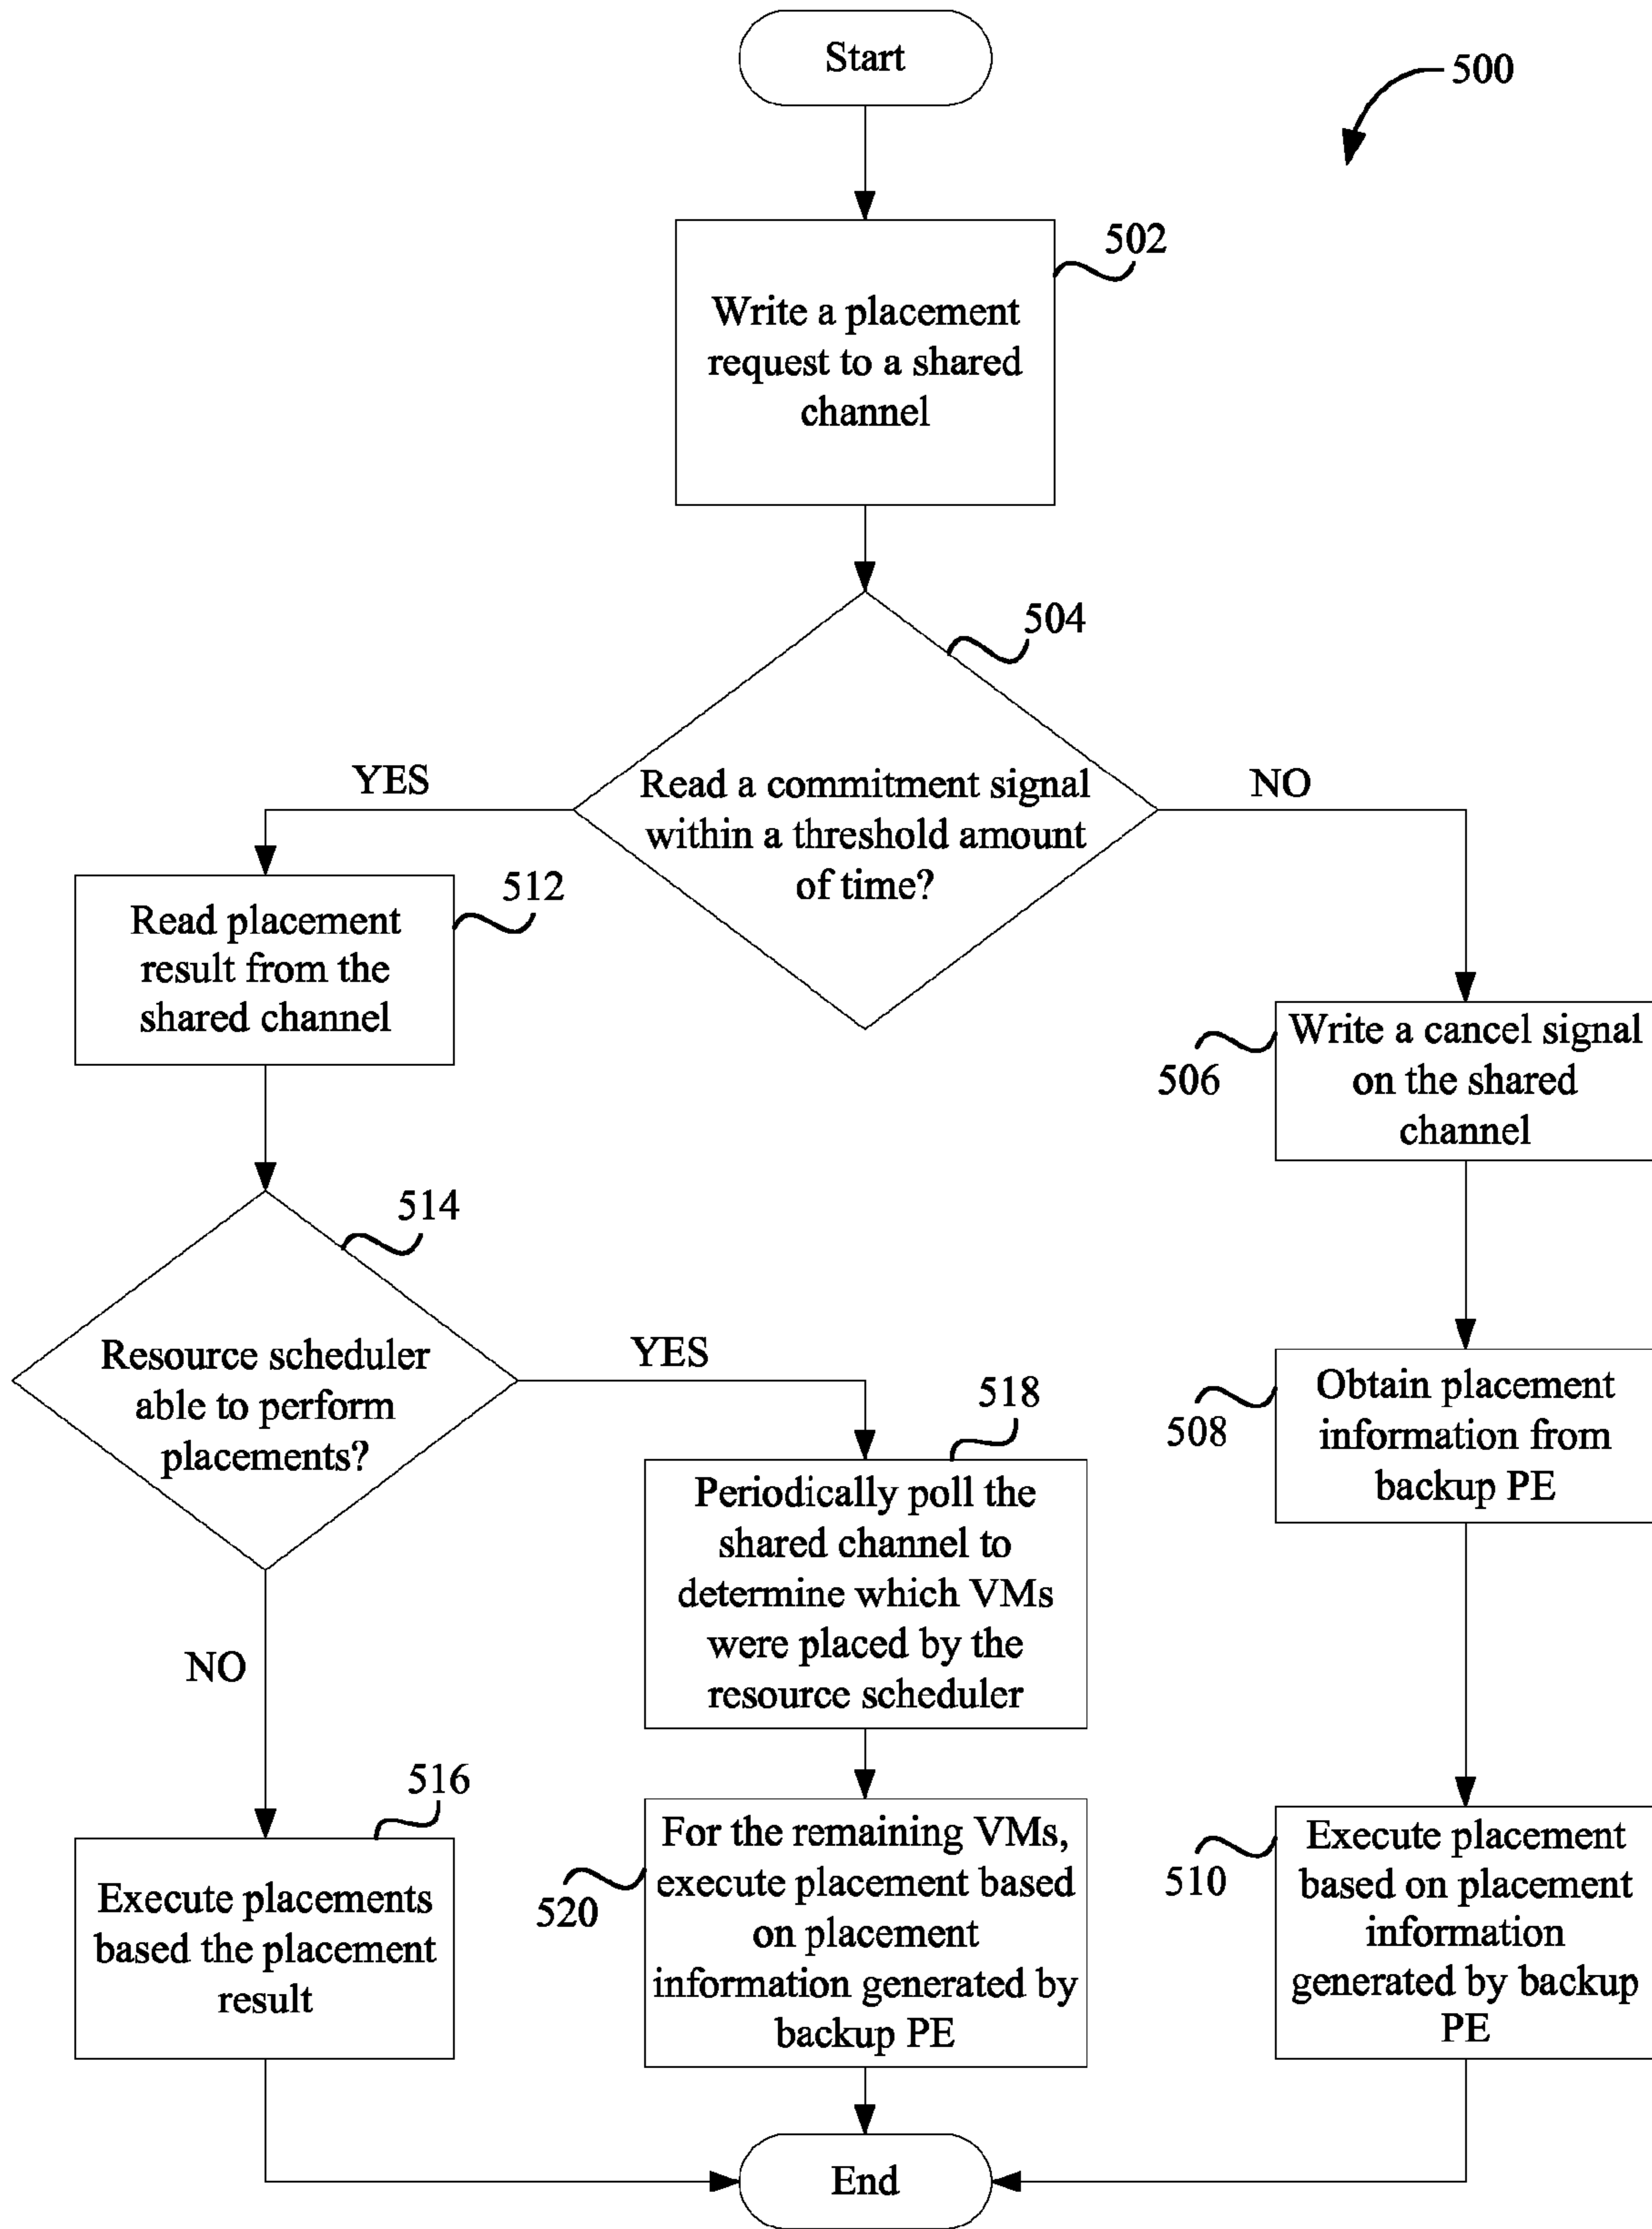 Start
500
502
Write a placement
request to a shared
channel
504
Read a commitment signal
within a threshold amount
of time?
YES
NO
512
Read placement
result from the
shared channel
506
Write a cancel signal
on the shared
channel
514
Resource scheduler
able to perform
placements?
YES
NO
518
Periodically poll the
shared channel to
determine which VMs
were placed by the
resource scheduler
508
Obtain placement
information from
backup PE
516
Execute placements
based the placement
result
520
For the remaining VMs,
execute placement based
on placement
information generated by
backup PE
510
Execute placement
based on placement
information
generated by backup
PE
End